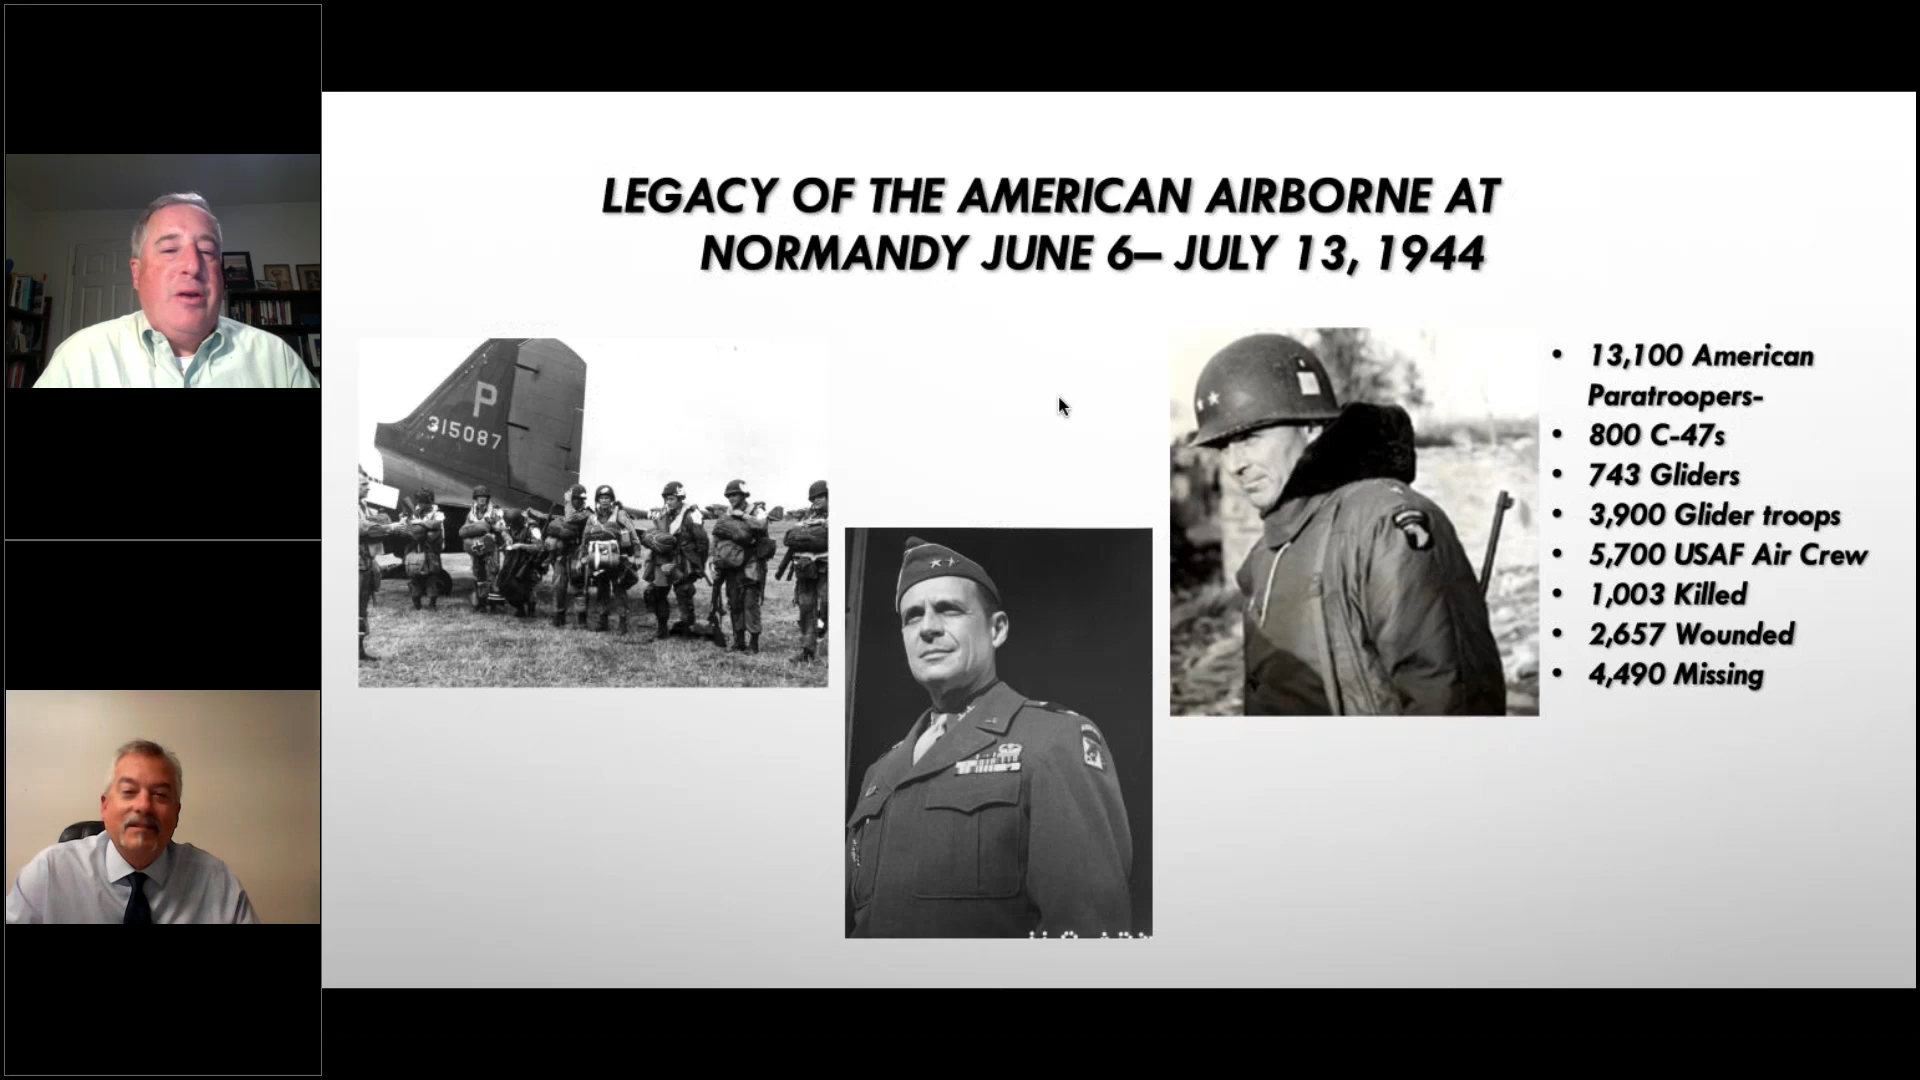 LEGACY OF THE AMERICAN AIRBORNE AT
NORMANDY JUNE 6– JULY 13, 1944
P
315087
• 13,100 American
Paratroopers-
• 800 C-47s
• 743 Gliders
• 3,900 Glider troops
• 5,700 USAF Air Crew
• 1,003 Killed
• 2,657 Wounded
• 4,490 Missing